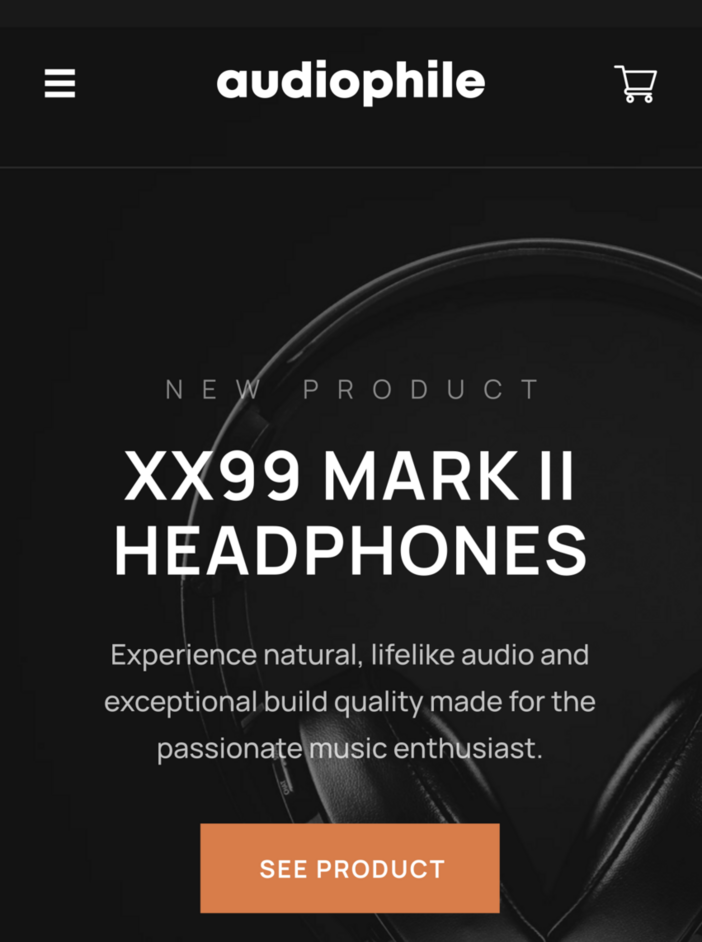 audiophile
NEW PRODUCT
XX99 MARK II
HEADPHONES
Experience natural, lifelike audio and
exceptional build quality made for the
passionate music enthusiast.
SEE PRODUCT